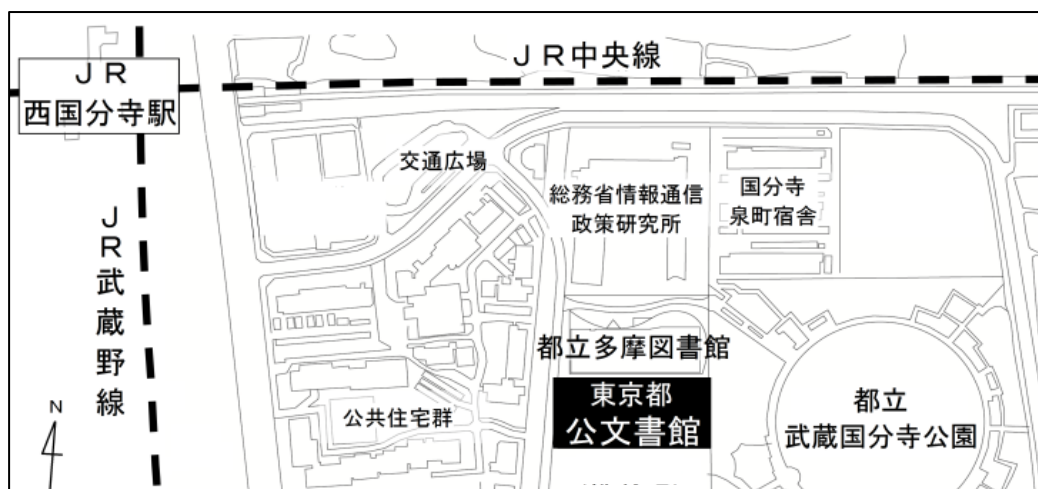 ＪＲ中央線
ＪＲ
西国分寺駅
交通広場
総務省情報通信
政策研究所
国分寺
泉町宿舎
ＪＲ武蔵野線
都立多摩図書館
東京都
公文書館
公共住宅群
都立
武蔵国分寺公園
N